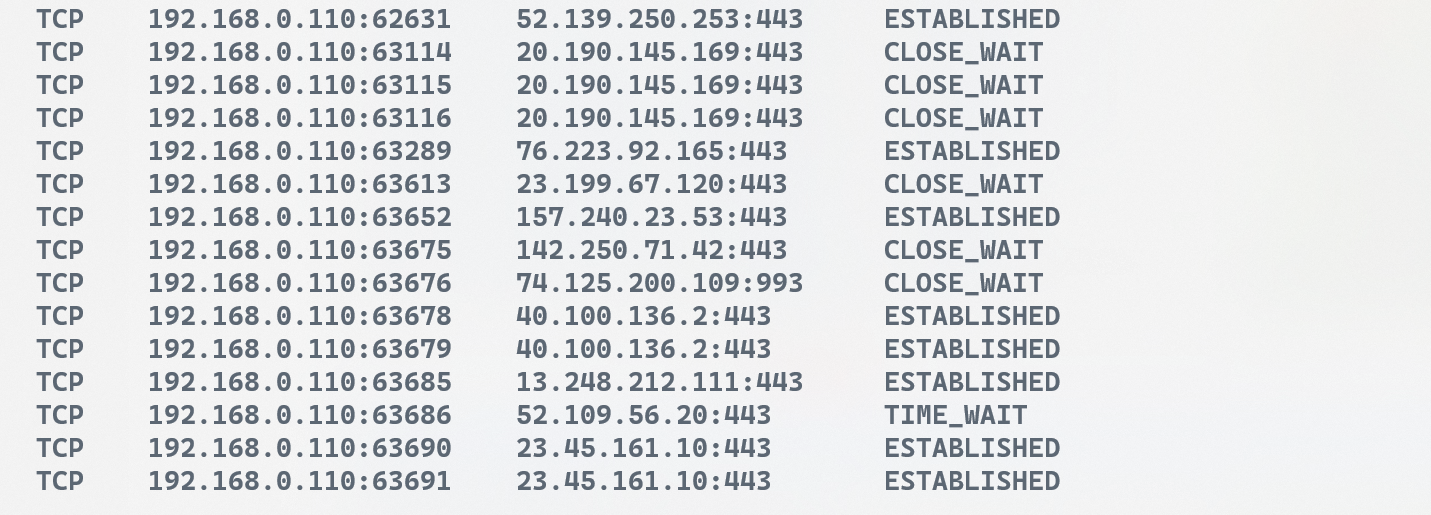 TCP 192.168.0.110:62631 52.139.250.253:443 ESTABLISHED
TCP 192.168.0.110:63114 20.190.145.169:443 CLOSE_WAIT
TCP 192.168.0.110:63115 20.190.145.169:443 CLOSE_WAIT
TCP 192.168.0.110:63116 20.190.145.169:443 CLOSE_WAIT
TCP 192.168.0.110:63289 76.223.92.165:443 ESTABLISHED
TCP 192.168.0.110:63613 23.199.67.120:443 CLOSE_WAIT
TCP 192.168.0.110:63652 157.240.23.53:443 ESTABLISHED
TCP 192.168.0.110:63675 142.250.71.42:443 CLOSE_WAIT
TCP 192.168.0.110:63676 74.125.200.109:993 CLOSE_WAIT
TCP 192.168.0.110:63678 40.100.136.2:443 ESTABLISHED
TCP 192.168.0.110:63679 40.100.136.2:443 ESTABLISHED
TCP 192.168.0.110:63685 13.248.212.111:443 ESTABLISHED
TCP 192.168.0.110:63686 52.109.56.20:443 TIME_WAIT
TCP 192.168.0.110:63690 23.45.161.10:443 ESTABLISHED
TCP 192.168.0.110:63691 23.45.161.10:443 ESTABLISHED